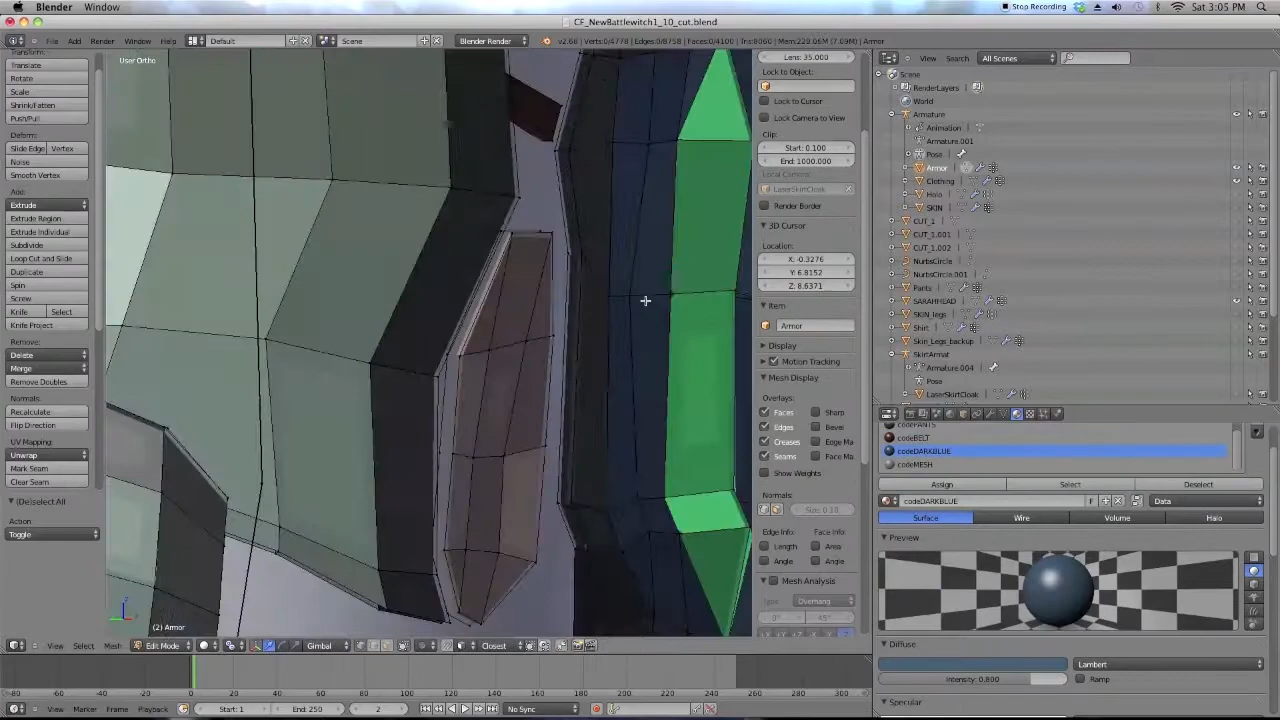 Blender Window Stop Recording Sat 3:05 PM
CF_NewBattlewitch1_10_cut.blend
File Add Render Window Help Default Scene Blender Render v2.68 | Verts:0/4778 | Edges:0/8758 | Faces:0/4100 | Tris:8060 | Mem:229.06M (7.89M) | Armor
View Search All Scenes
User Ortho
Transform:
Translate
Rotate
Scale
Shrink/Fatten
Push/Pull
Deform:
Slide Edge Vertex
Noise
Smooth Vertex
Add:
Extrude
Extrude Region
Extrude Individual
Subdivide
Loop Cut and Slide
Duplicate
Spin
Screw
Knife Select
Knife Project
Remove:
Delete
Merge
Remove Doubles
Normals:
Recalculate
Flip Direction
UV Mapping:
Unwrap
Mark Seam
Clear Seam
(De)select All
Action:
Toggle
(2) Armor
Lens: 35.000
Lock to Object:
Lock to Cursor
Lock Camera to View
Clip:
Start: 0.100
End: 1000.000
Local Camera:
LaserSkirtCloak
Render Border
3D Cursor
Location:
X: -0.3276
Y: 6.8152
Z: 8.6371
Item
Armor
Display
Motion Tracking
Mesh Display
Overlays:
Faces Sharp
Edges Bevel
Creases Edge Ma
Seams Face Ma
Show Weights
Normals:
Size: 0.10
Edge Info: Face Info:
Length Area
Angle Angle
Mesh Analysis
Type: Overhang
0° 45°
Scene
RenderLayers
World
Armature
Animation
Armature.001
Pose
Armor
Clothing
Holo
SKIN
CUT_1
CUT_1.001
CUT_1.002
NurbsCircle
NurbsCircle.001
Pants
SARAHHEAD
SKIN_legs
Shirt
Skin_Legs_backup
SkirtArmat
Armature.004
Pose
LaserSkirtCloak
codePANTS
codeBELT
codeDARKBLUE
codeMESH
Assign Select Deselect
codeDARKBLUE F Data
Surface Wire Volume Halo
Preview
Diffuse
Lambert
Intensity: 0.800 Ramp
Specular
View Select Mesh Edit Mode Gimbal Closest
-80 -60 -40 -20 0 20 40 60 80 100 120 140 160 180 200 220 240 260 280 300
View Marker Frame Playback Start: 1 End: 250 2 No Sync